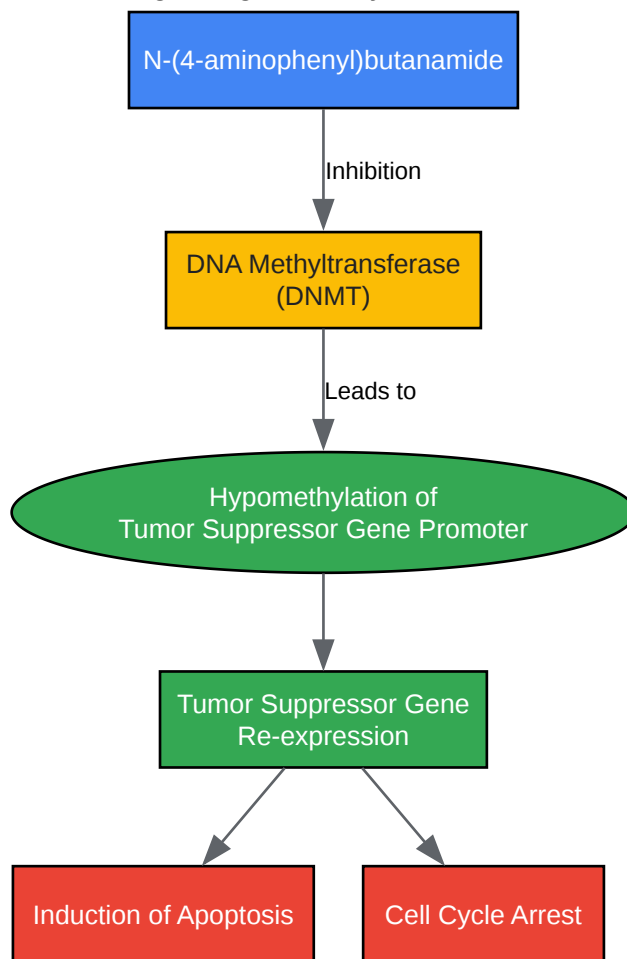 N-(4-aminophenyl)butanamide
Inhibition
DNA Methyltransferase
(DNMT)
Leads to
Hypomethylation of
Tumor Suppressor Gene Promoter
Tumor Suppressor Gene
Re-expression
Induction of Apoptosis
Cell Cycle Arrest